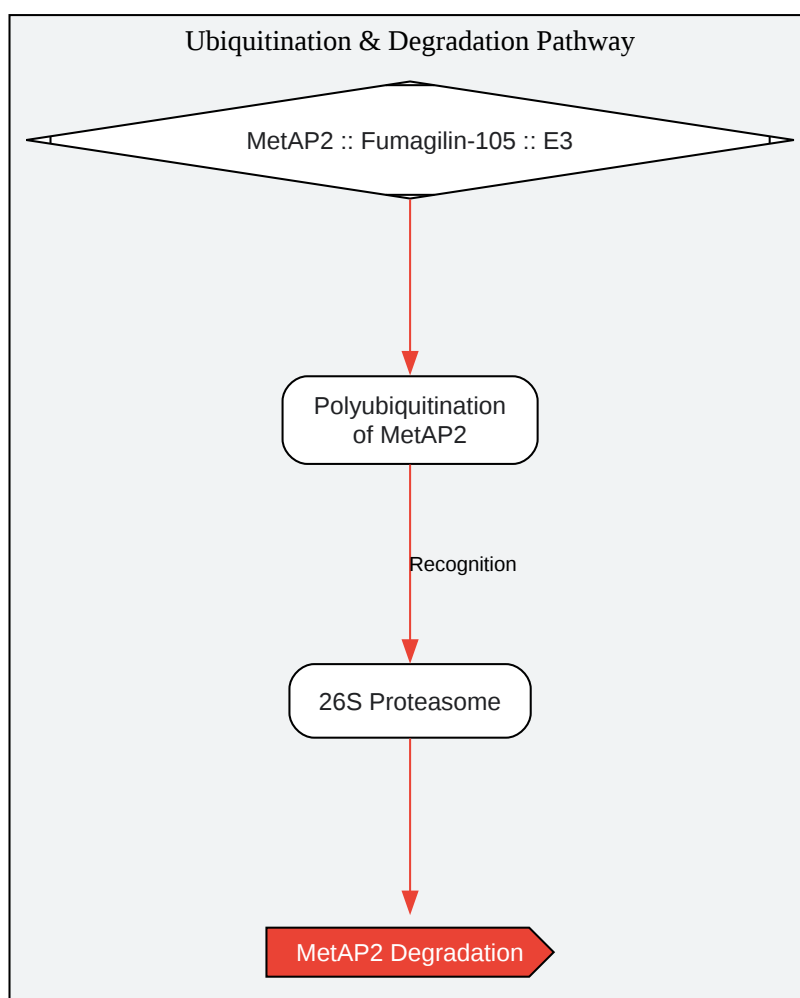 Ubiquitination & Degradation Pathway
MetAP2 :: Fumagilin-105 :: E3
Polyubiquitination
of MetAP2
Recognition
26S Proteasome
MetAP2 Degradation